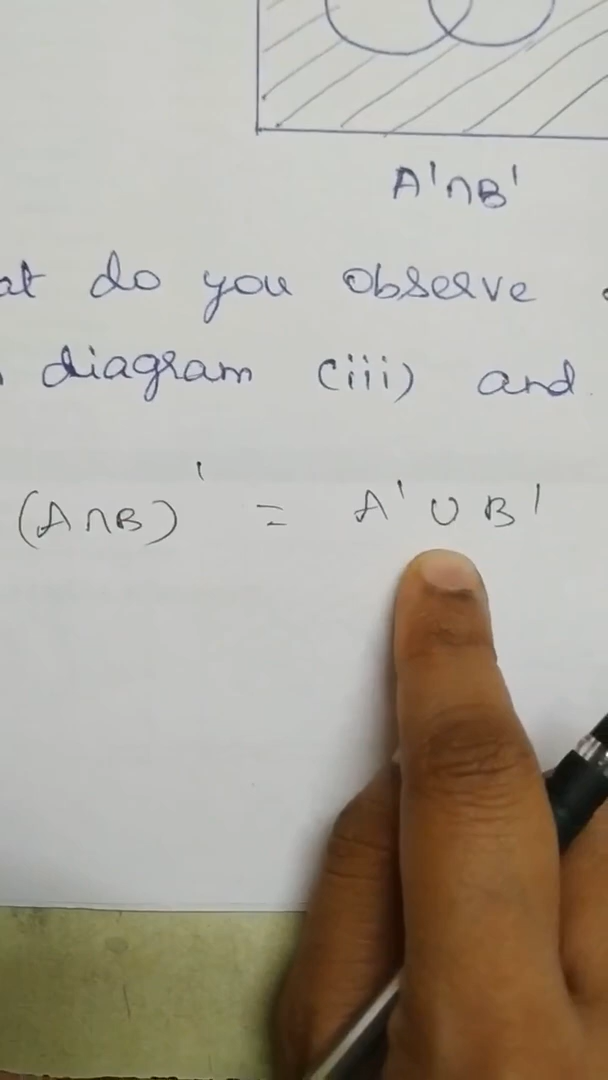 A'∩B'
do you observe
diagram (iii) and
(A∩B)' = A'∪B'